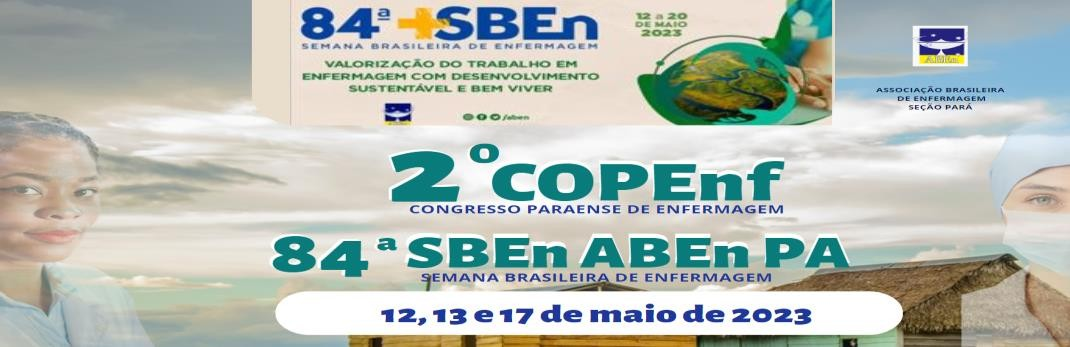 84ª +SBEn
SEMANA BRASILEIRA DE ENFERMAGEM
12 a 20
DE MAIO
2023
VALORIZAÇÃO DO TRABALHO EM
ENFERMAGEM COM DESENVOLVIMENTO
SUSTENTÁVEL E BEM VIVER
/aben
ABEn
ASSOCIAÇÃO BRASILEIRA
DE ENFERMAGEM
SEÇÃO PARÁ
2º COPEnf
CONGRESSO PARAENSE DE ENFERMAGEM
84ª SBEn ABEn PA
SEMANA BRASILEIRA DE ENFERMAGEM
12, 13 e 17 de maio de 2023